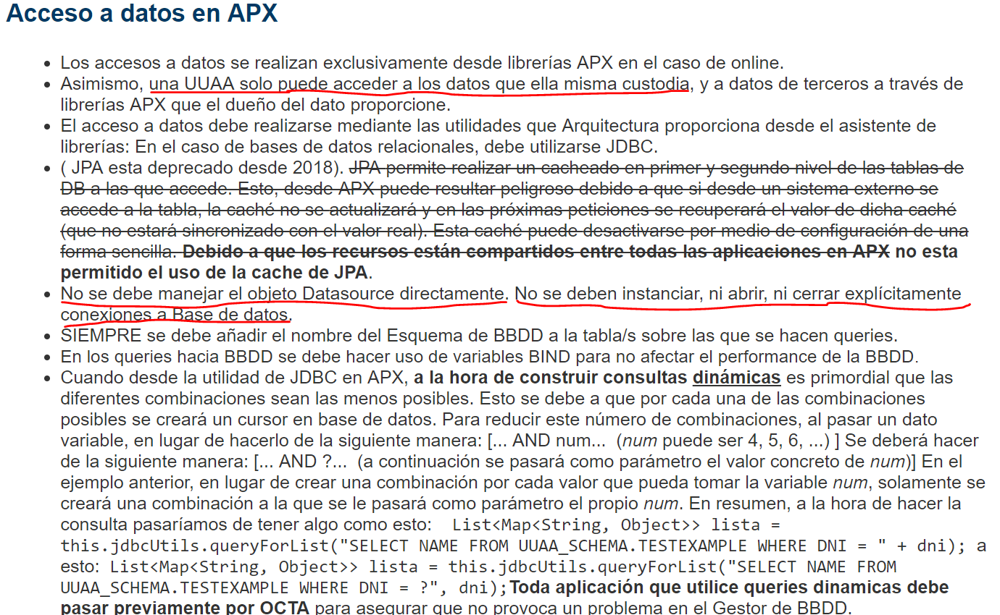 Acceso a datos en APX
• Los accesos a datos se realizan exclusivamente desde librerías APX en el caso de online.
• Asimismo, una UUAA solo puede acceder a los datos que ella misma custodia, y a datos de terceros a través de
librerías APX que el dueño del dato proporcione.
• El acceso a datos debe realizarse mediante las utilidades que Arquitectura proporciona desde el asistente de
librerías: En el caso de bases de datos relacionales, debe utilizarse JDBC.
• ( JPA esta deprecado desde 2018). JPA permite realizar un cacheado en primer y segundo nivel de las tablas de
DB a las que accede. Esto, desde APX puede resultar peligroso debido a que si desde un sistema externo se
accede a la tabla, la caché no se actualizará y en las próximas peticiones se recuperará el valor de dicha caché
(que no estará sincronizado con el valor real). Esta caché puede desactivarse por medio de configuración de una
forma sencilla. Debido a que los recursos están compartidos entre todas las aplicaciones en APX no esta
permitido el uso de la cache de JPA.
• No se debe manejar el objeto Datasource directamente. No se deben instanciar, ni abrir, ni cerrar explícitamente
conexiones a Base de datos.
• SIEMPRE se debe añadir el nombre del Esquema de BBDD a la tabla/s sobre las que se hacen queries.
• En los queries hacia BBDD se debe hacer uso de variables BIND para no afectar el performance de la BBDD.
• Cuando desde la utilidad de JDBC en APX, a la hora de construir consultas dinámicas es primordial que las
diferentes combinaciones sean las menos posibles. Esto se debe a que por cada una de las combinaciones
posibles se creará un cursor en base de datos. Para reducir este número de combinaciones, al pasar un dato
variable, en lugar de hacerlo de la siguiente manera: [... AND num... (num puede ser 4, 5, 6, ...) ] Se deberá hacer
de la siguiente manera: [... AND ?... (a continuación se pasará como parámetro el valor concreto de num)] En el
ejemplo anterior, en lugar de crear una combinación por cada valor que pueda tomar la variable num, solamente se
creará una combinación a la que se le pasará como parámetro el propio num. En resumen, a la hora de hacer la
consulta pasaríamos de tener algo como esto: List<Map<String, Object>> lista =
this.jdbcUtils.queryForList("SELECT NAME FROM UUAA_SCHEMA.TESTEXAMPLE WHERE DNI = " + dni); a
esto: List<Map<String, Object>> lista = this.jdbcUtils.queryForList("SELECT NAME FROM
UUAA_SCHEMA.TESTEXAMPLE WHERE DNI = ?", dni);Toda aplicación que utilice queries dinamicas debe
pasar previamente por OCTA para asegurar que no provoca un problema en el Gestor de BBDD.